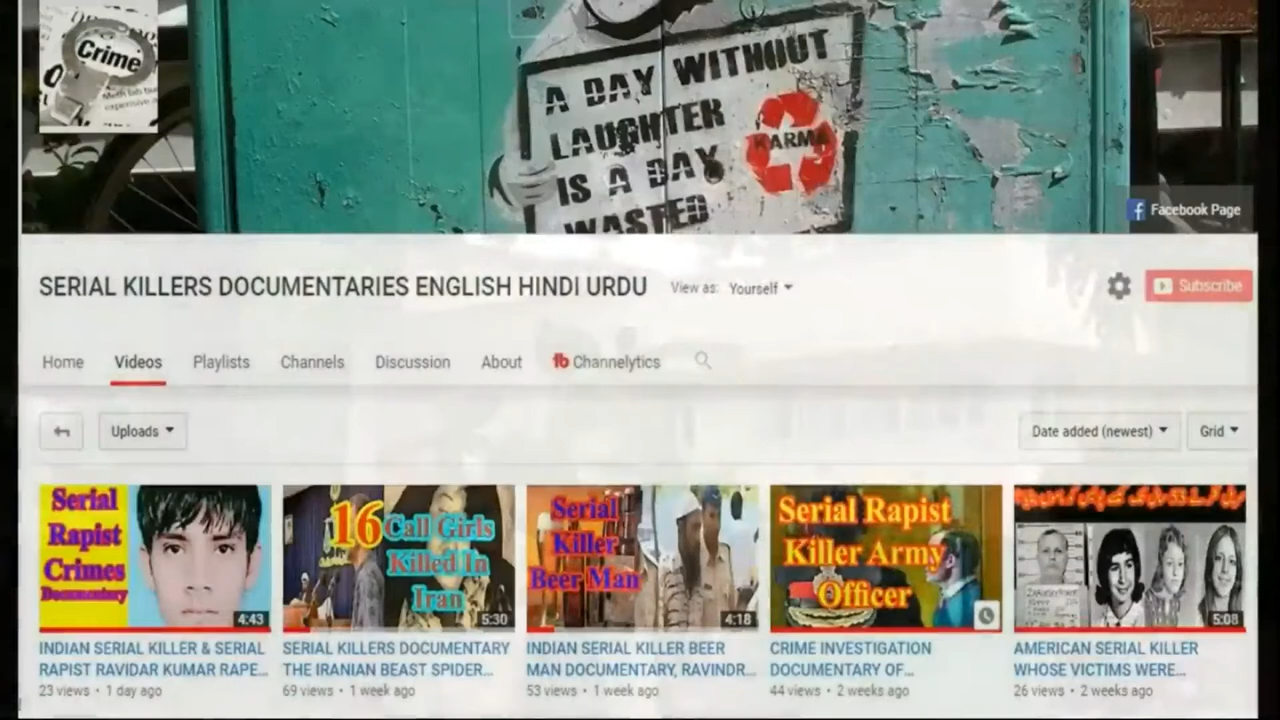 Crime
A DAY WITHOUT
LAUGHTER
IS A DAY
WASTED
KARMA
Facebook Page
SERIAL KILLERS DOCUMENTARIES ENGLISH HINDI URDU
View as: Yourself
Subscribe
Home Videos Playlists Channels Discussion About Channelytics
Uploads
Date added (newest) Grid
Serial
Rapist
Crimes
Documentary
4:43
16 Call Girls
Killed In
Iran
5:30
Serial
Killer
Beer Man
4:18
Serial Rapist
Killer Army
Officer
5:08
INDIAN SERIAL KILLER & SERIAL
RAPIST RAVIDAR KUMAR RAPE...
23 views • 1 day ago
SERIAL KILLERS DOCUMENTARY
THE IRANIAN BEAST SPIDER...
69 views • 1 week ago
INDIAN SERIAL KILLER BEER
MAN DOCUMENTARY, RAVINDR...
53 views • 1 week ago
CRIME INVESTIGATION
DOCUMENTARY OF...
44 views • 2 weeks ago
AMERICAN SERIAL KILLER
WHOSE VICTIMS WERE...
26 views • 2 weeks ago